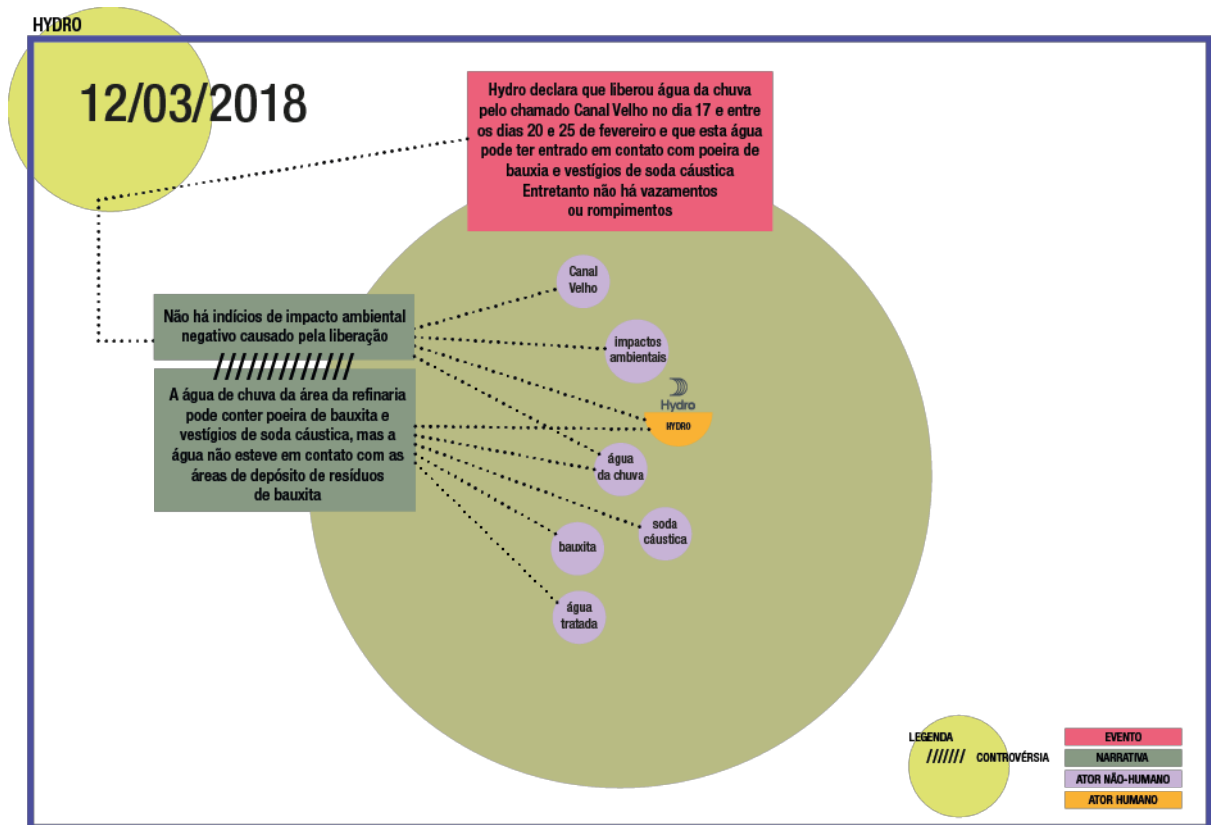 HYDRO
12/03/2018
Hydro declara que liberou água da chuva
pelo chamado Canal Velho no dia 17 e entre
os dias 20 e 25 de fevereiro e que esta água
pode ter entrado em contato com poeira de
bauxia e vestígios de soda cáustica
Entretanto não há vazamentos
ou rompimentos
Canal
Velho
Não há indícios de impacto ambiental
negativo causado pela liberação
impactos
ambientais
/////////////
A água de chuva da área da refinaria
pode conter poeira de bauxita e
vestígios de soda cáustica, mas a
água não esteve em contato com as
áreas de depósito de resíduos
de bauxita
Hydro
HYDRO
água
da chuva
soda
cáustica
bauxita
água
tratada
LEGENDA
/////// CONTROVÉRSIA
EVENTO
NARRATIVA
ATOR NÃO-HUMANO
ATOR HUMANO